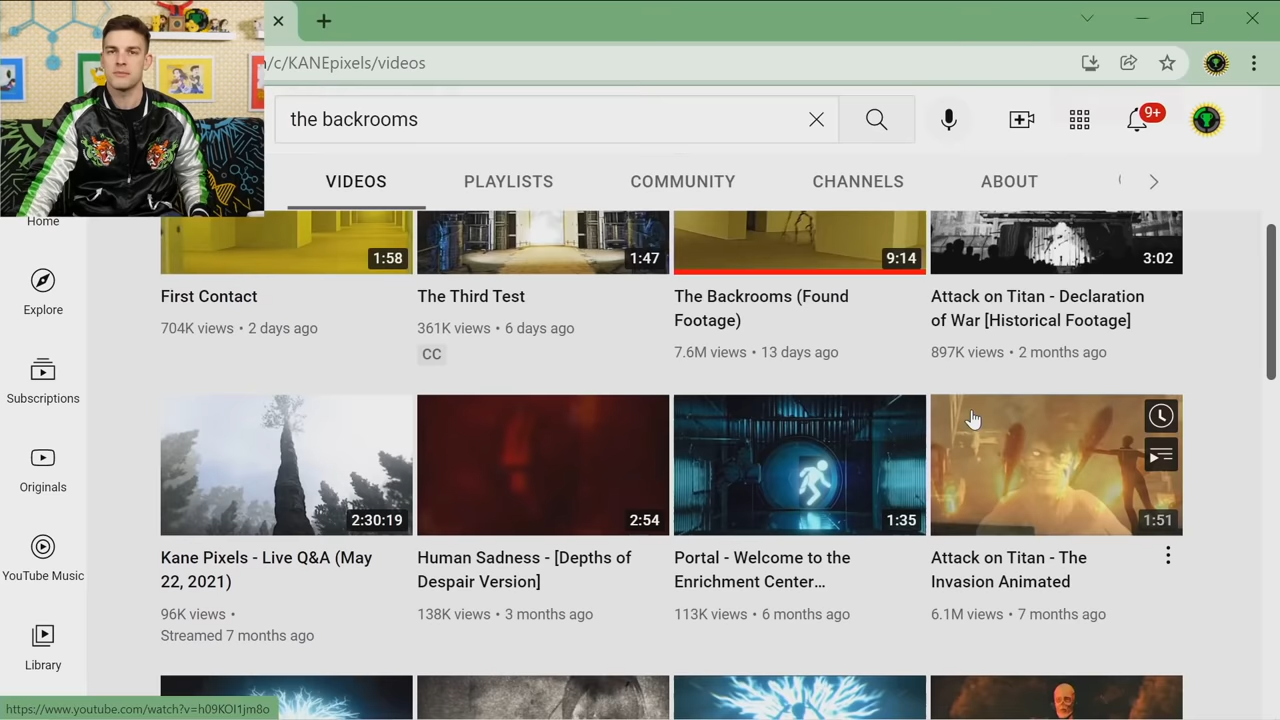 /c/KANEpixels/videos
the backrooms
9+
VIDEOS
PLAYLISTS
COMMUNITY
CHANNELS
ABOUT
Home
Explore
Subscriptions
Originals
YouTube Music
Library
1:58
1:47
9:14
3:02
First Contact
704K views • 2 days ago
The Third Test
361K views • 6 days ago
CC
The Backrooms (Found
Footage)
7.6M views • 13 days ago
Attack on Titan - Declaration
of War [Historical Footage]
897K views • 2 months ago
2:30:19
2:54
1:35
1:51
Kane Pixels - Live Q&A (May
22, 2021)
96K views •
Streamed 7 months ago
Human Sadness - [Depths of
Despair Version]
138K views • 3 months ago
Portal - Welcome to the
Enrichment Center...
113K views • 6 months ago
Attack on Titan - The
Invasion Animated
6.1M views • 7 months ago
https://www.youtube.com/watch?v=h09KOI1jm8o